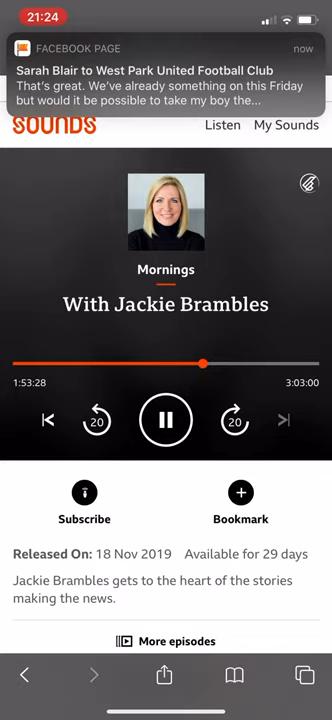 21:24
FACEBOOK PAGE
now
Sarah Blair to West Park United Football Club
That's great. We've already something on this Friday
but would it be possible to take my boy the...
SOUNDS
Listen My Sounds
Mornings
With Jackie Brambles
1:53:28
3:03:00
20
20
Subscribe
Bookmark
Released On: 18 Nov 2019 Available for 29 days
Jackie Brambles gets to the heart of the stories
making the news.
More episodes